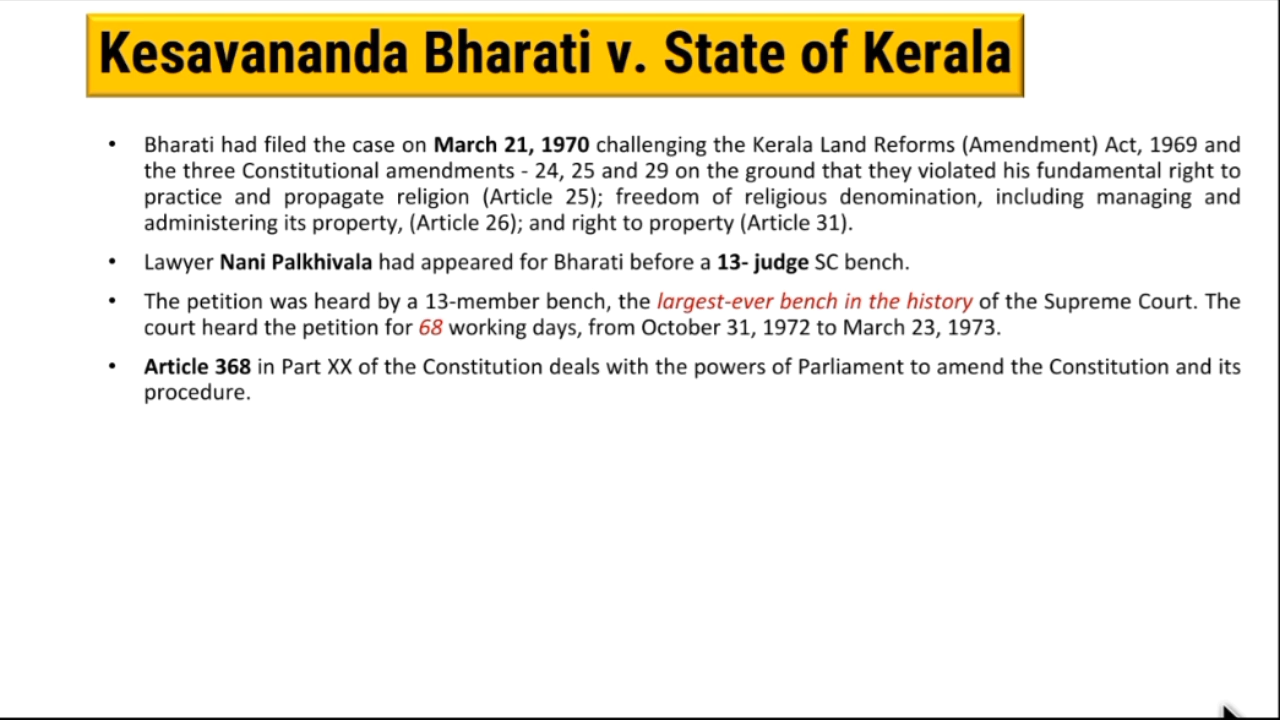 Kesavananda Bharati v. State of Kerala
• Bharati had filed the case on March 21, 1970 challenging the Kerala Land Reforms (Amendment) Act, 1969 and
the three Constitutional amendments - 24, 25 and 29 on the ground that they violated his fundamental right to
practice and propagate religion (Article 25); freedom of religious denomination, including managing and
administering its property, (Article 26); and right to property (Article 31).
• Lawyer Nani Palkhivala had appeared for Bharati before a 13- judge SC bench.
• The petition was heard by a 13-member bench, the largest-ever bench in the history of the Supreme Court. The
court heard the petition for 68 working days, from October 31, 1972 to March 23, 1973.
• Article 368 in Part XX of the Constitution deals with the powers of Parliament to amend the Constitution and its
procedure.